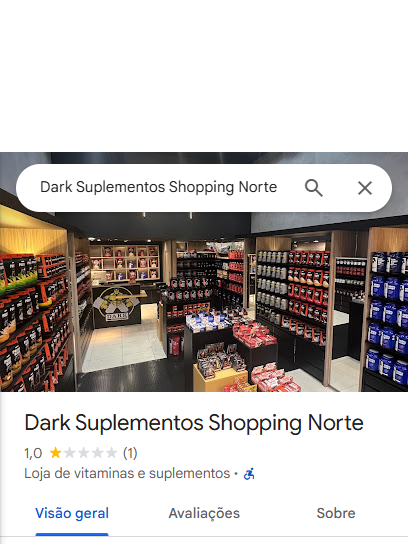 Dark Suplementos Shopping Norte
DARK
Dark Suplementos Shopping Norte
1,0 (1)
Loja de vitaminas e suplementos ·
Visão geral
Avaliações
Sobre